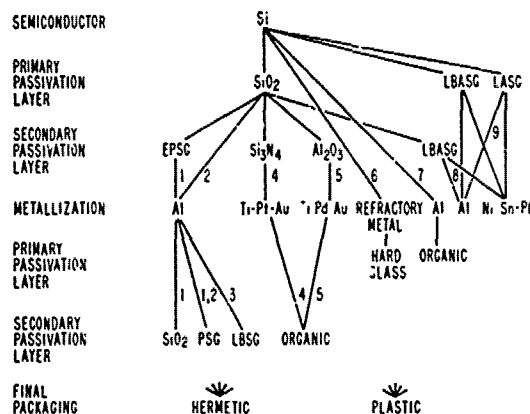 SEMICONDUCTOR Si
PRIMARY
PASSIVATION
LAYER
SiO2 LBASG LASG
SECONDARY
PASSIVATION
LAYER
EPSG Si3N4 Al2O3 LBASG
1 2 4 5 6 7 8 9
METALLIZATION Al Ti-Pt-Au Pd Au REFRACTORY
METAL
Al Al Ni Sn-Pb
HARD
GLASS
ORGANIC
PRIMARY
PASSIVATION
LAYER
1 1,2 3 4 5
SECONDARY
PASSIVATION
LAYER
SiO2 PSG LBSG ORGANIC
FINAL
PACKAGING
HERMETIC PLASTIC